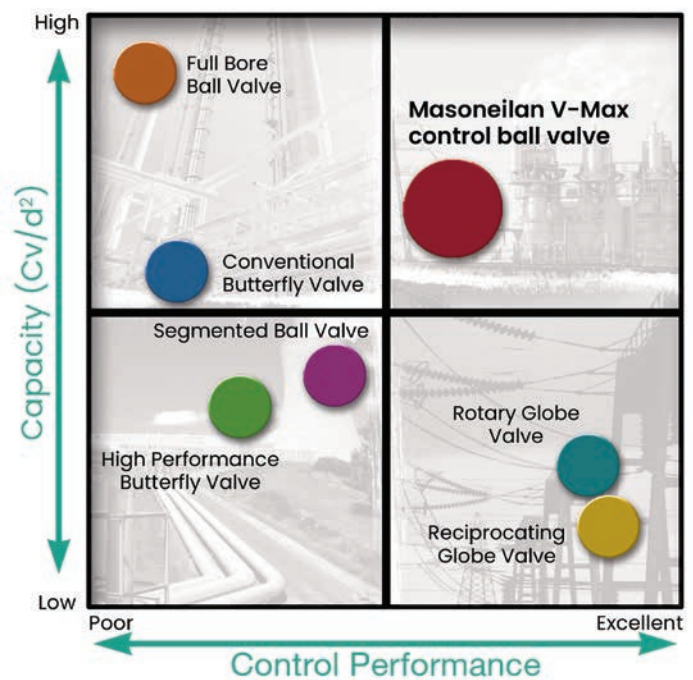 High
Full Bore
Ball Valve
Masoneilan V-Max
control ball valve
Conventional
Butterfly Valve
Capacity (Cv/d²)
Segmented Ball Valve
High Performance
Butterfly Valve
Rotary Globe
Valve
Reciprocating
Globe Valve
Low
Poor
Excellent
Control Performance